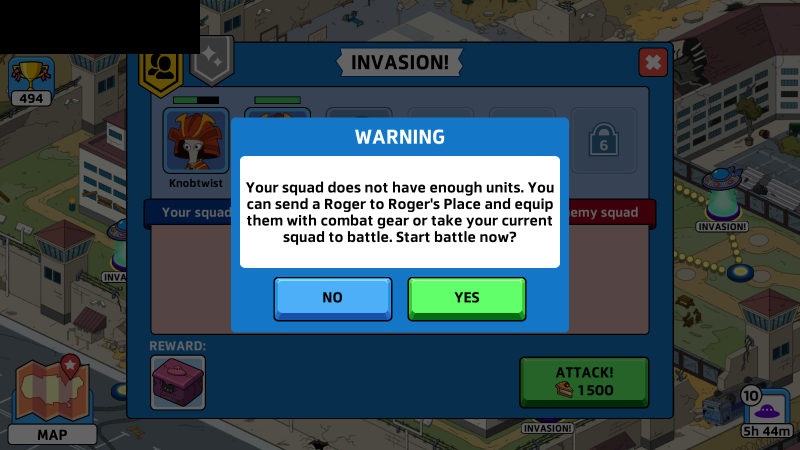 INVASION!
494
WARNING
6
Knobtwist
Your squad does not have enough units. You
can send a Roger to Roger's Place and equip
them with combat gear or take your current
squad to battle. Start battle now?
Your squad
emy squad
INVASION!
INVA
NO
YES
REWARD:
ATTACK!
1500
MAP
INVASION!
10
5h 44m